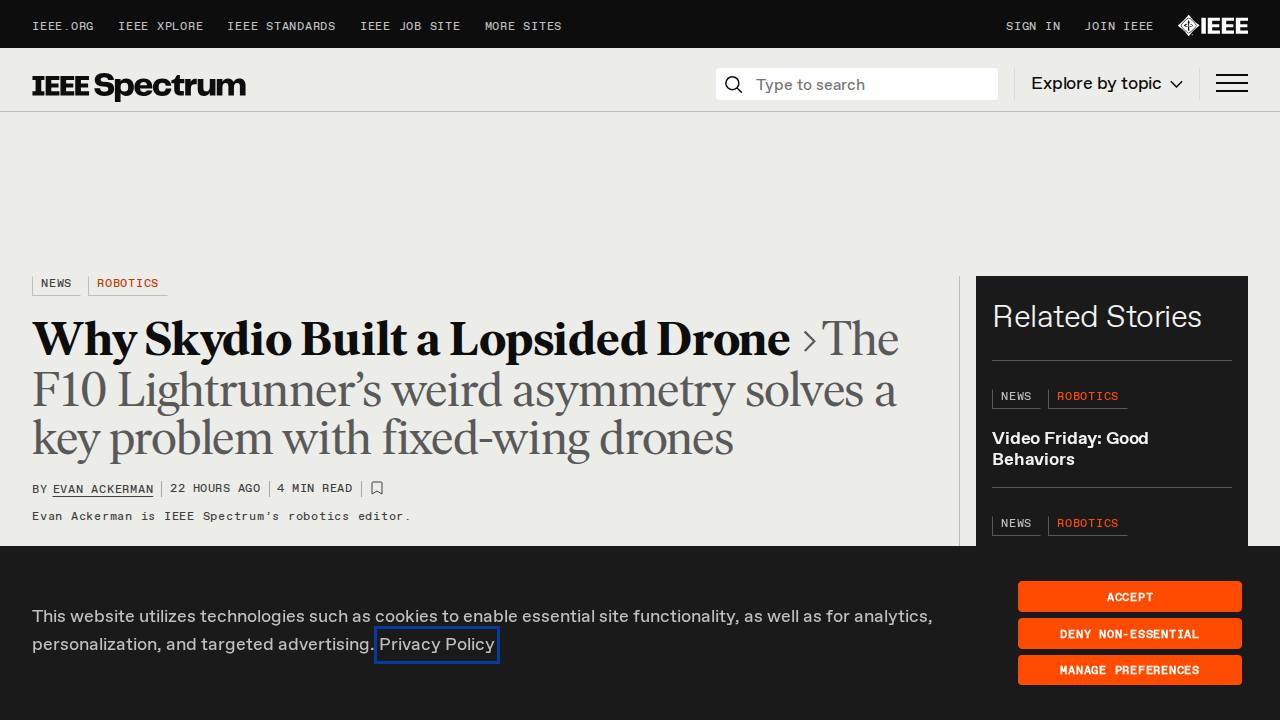 IEEE.ORG IEEE XPLORE IEEE STANDARDS IEEE JOB SITE MORE SITES SIGN IN JOIN IEEE IEEE
IEEE Spectrum Type to search Explore by topic
NEWS ROBOTICS
Why Skydio Built a Lopsided Drone The
F10 Lightrunner’s weird asymmetry solves a
key problem with fixed-wing drones
BY EVAN ACKERMAN 22 HOURS AGO 4 MIN READ
Evan Ackerman is IEEE Spectrum’s robotics editor.
Related Stories
NEWS ROBOTICS
Video Friday: Good
Behaviors
NEWS ROBOTICS
This website utilizes technologies such as cookies to enable essential site functionality, as well as for analytics,
personalization, and targeted advertising. Privacy Policy
ACCEPT
DENY NON-ESSENTIAL
MANAGE PREFERENCES